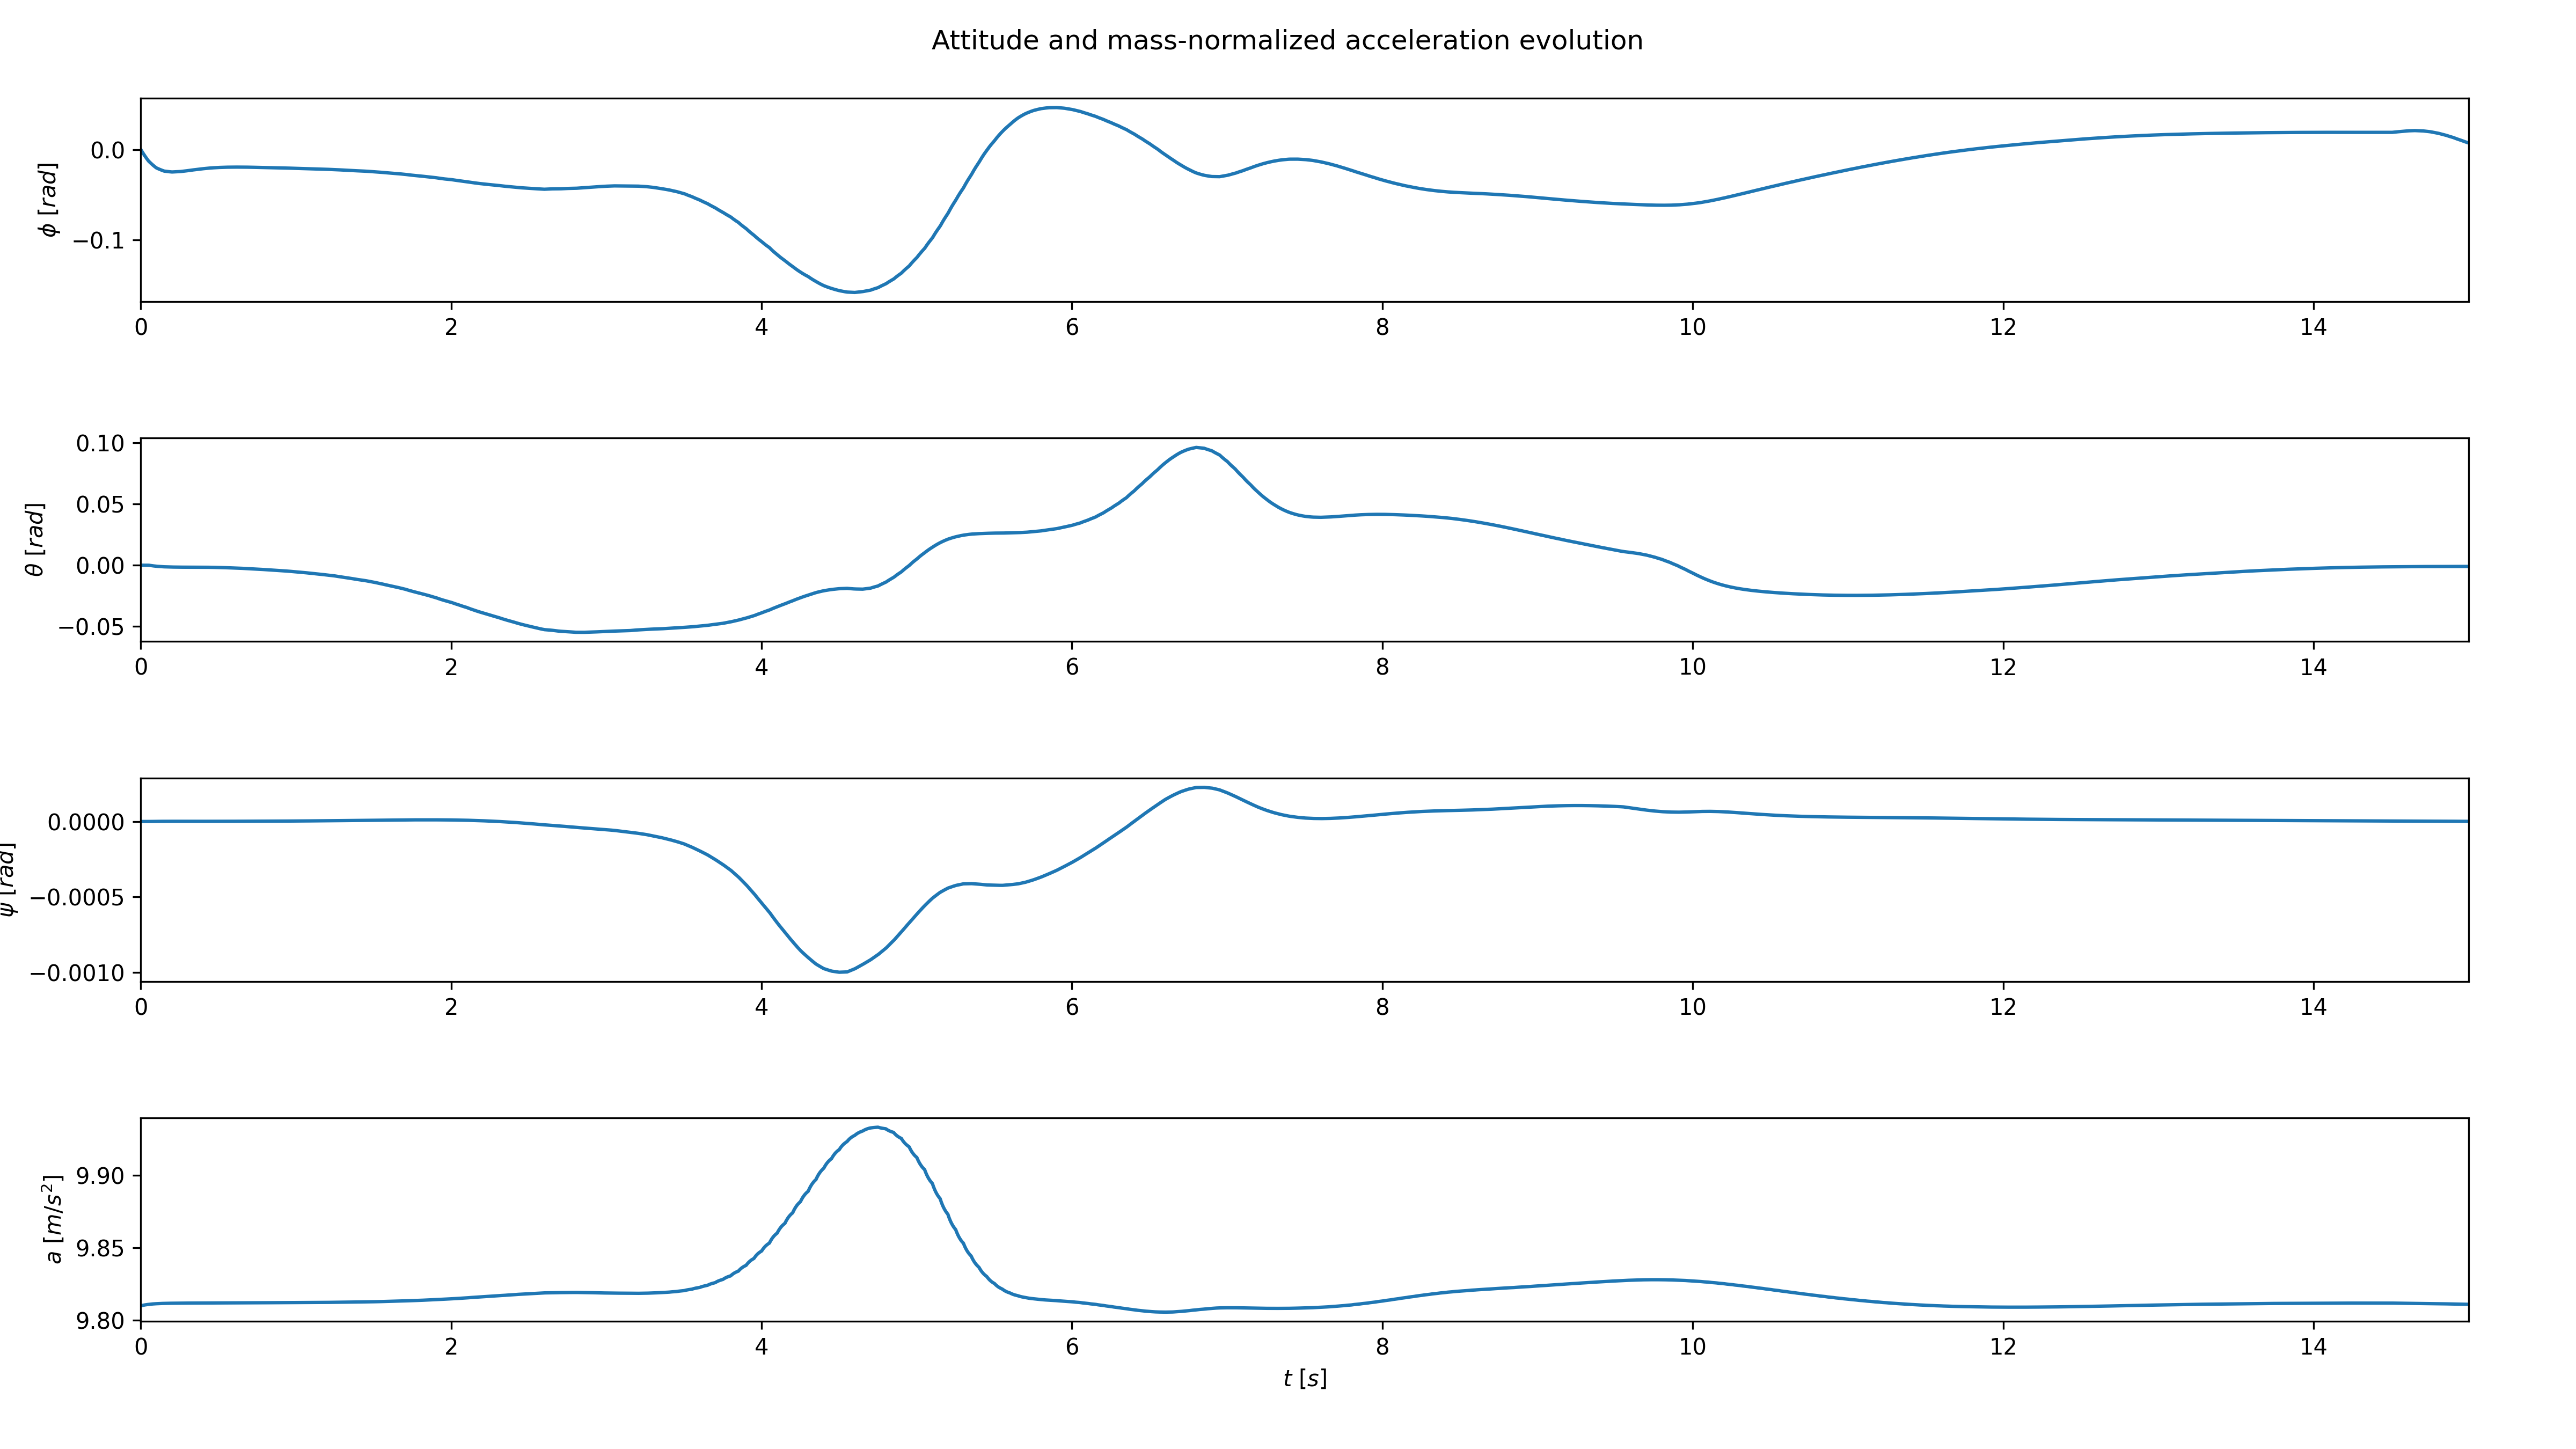 Attitude and mass-normalized acceleration evolution
ϕ [rad]
0.0
−0.1
0 2 4 6 8 10 12 14
θ [rad]
0.10
0.05
0.00
−0.05
0 2 4 6 8 10 12 14
ψ [rad]
0.0000
−0.0005
−0.0010
0 2 4 6 8 10 12 14
a [m/s²]
9.90
9.85
9.80
0 2 4 6 8 10 12 14
t [s]